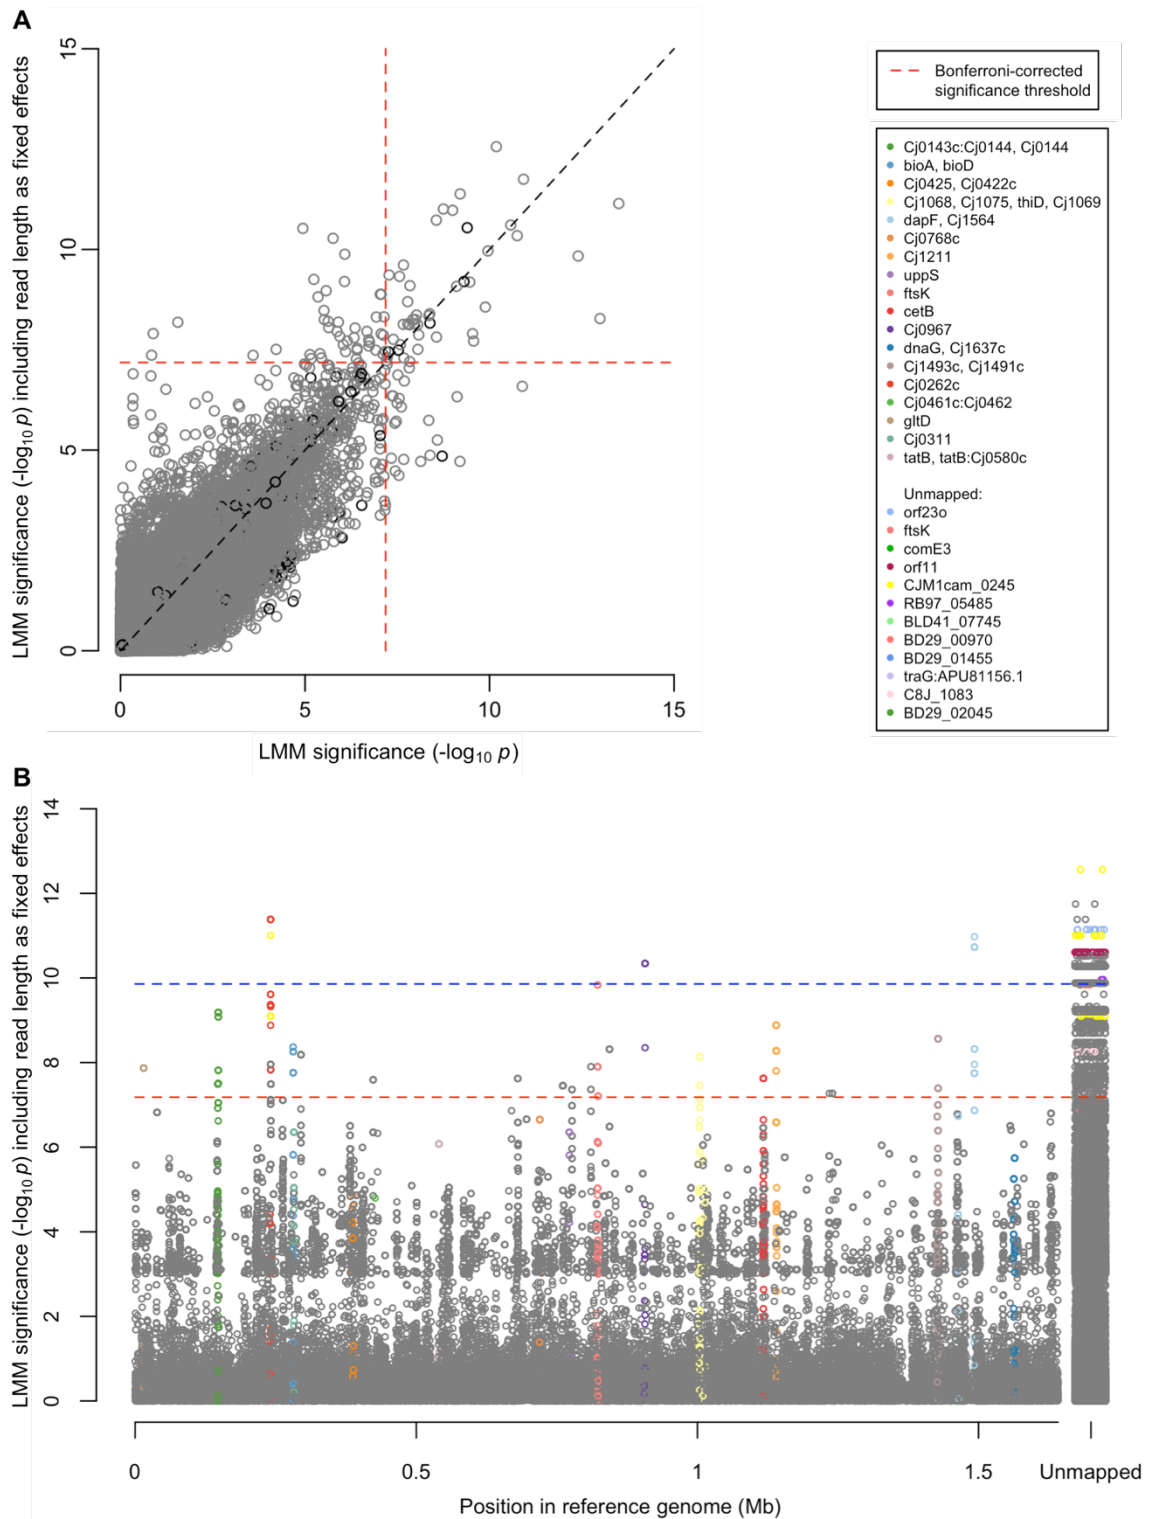 A
LMM significance (-log10 p) including read length as fixed effects
15
10
5
0
0
5
10
15
LMM significance (-log10 p)
Bonferroni-corrected
significance threshold
Cj0143c:Cj0144, Cj0144
bioA, bioD
Cj0425, Cj0422c
Cj1068, Cj1075, thiD, Cj1069
dapF, Cj1564
Cj0768c
Cj1211
uppS
ftsK
cetB
Cj0967
dnaG, Cj1637c
Cj1493c, Cj1491c
Cj0262c
Cj0461c:Cj0462
gltD
Cj0311
tatB, tatB:Cj0580c
Unmapped:
orf23o
ftsK
comE3
orf11
CJM1cam_0245
RB97_05485
BLD41_07745
BD29_00970
BD29_01455
traG:APU81156.1
C8J_1083
BD29_02045
B
LMM significance (-log10 p) including read length as fixed effects
14
12
10
8
6
4
2
0
0
0.5
1
1.5
Unmapped
Position in reference genome (Mb)